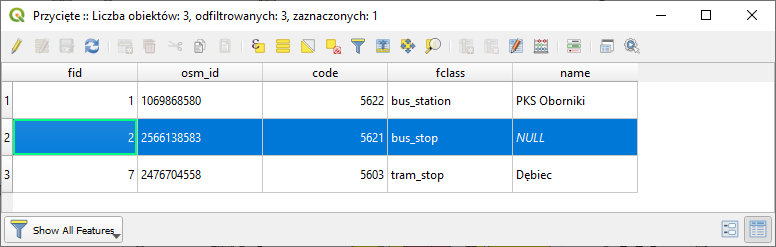 Przycięte :: Liczba obiektów: 3, odfiltrowanych: 3, zaznaczonych: 1
fid osm_id code fclass name
1 1 1069868580 5622 bus_station PKS Oborniki
2 2 2566138583 5621 bus_stop NULL
3 7 2476704558 5603 tram_stop Dębiec
Show All Features